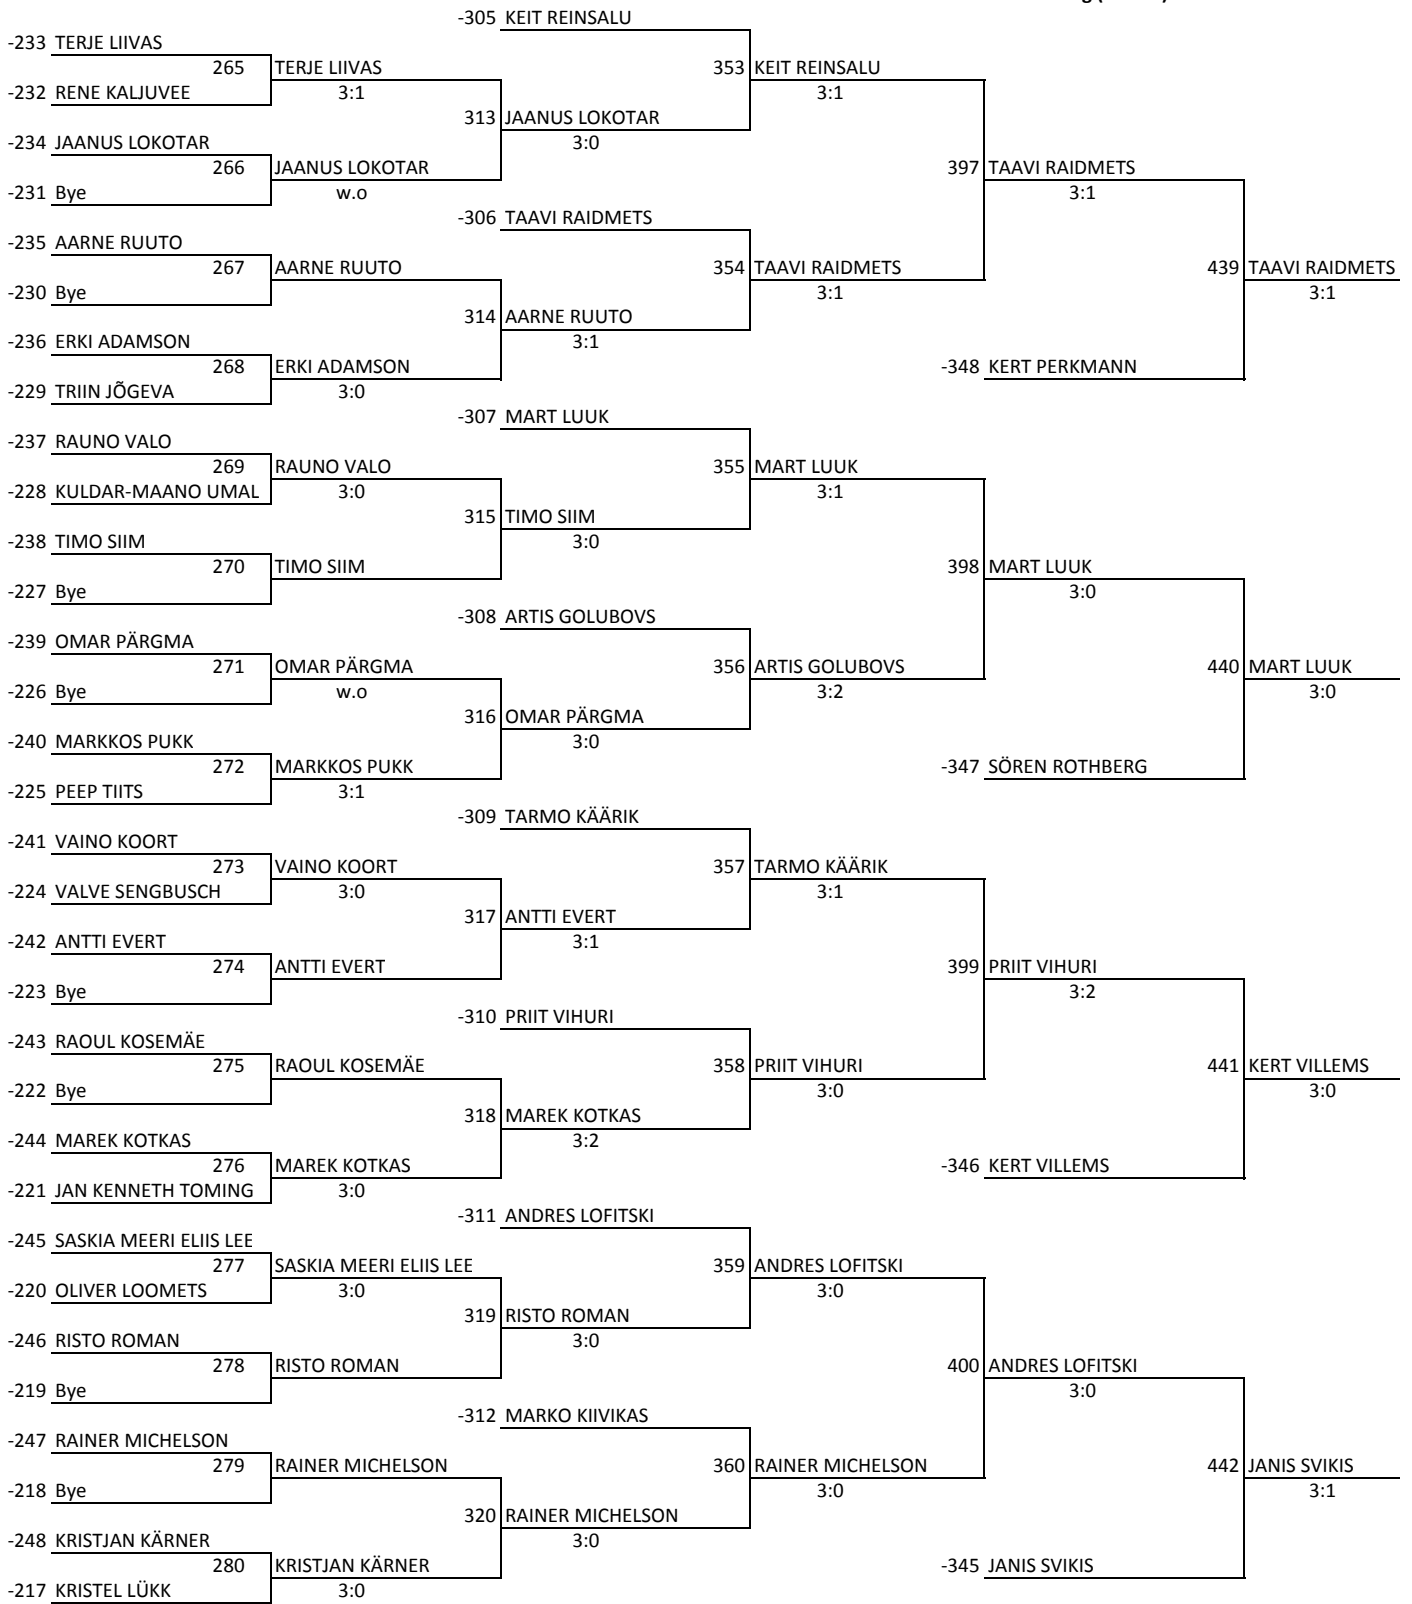 -305 KEIT REINSALU
-233 TERJE LIIVAS
265 TERJE LIIVAS 353 KEIT REINSALU
-232 RENE KALJUVEE 3:1 3:1
313 JAANUS LOKOTAR
-234 JAANUS LOKOTAR 3:0
266 JAANUS LOKOTAR 397 TAAVI RAIDMETS
-231 Bye w.o 3:1
-306 TAAVI RAIDMETS
-235 AARNE RUUTO
267 AARNE RUUTO 354 TAAVI RAIDMETS 439 TAAVI RAIDMETS
-230 Bye 3:1 3:1
314 AARNE RUUTO
-236 ERKI ADAMSON 3:1
268 ERKI ADAMSON -348 KERT PERKMANN
-229 TRIIN JÕGEVA 3:0
-307 MART LUUK
-237 RAUNO VALO
269 RAUNO VALO 355 MART LUUK
-228 KULDAR-MAANO UMAL 3:0 3:1
315 TIMO SIIM
-238 TIMO SIIM 3:0
270 TIMO SIIM 398 MART LUUK
-227 Bye 3:0
-308 ARTIS GOLUBOVS
-239 OMAR PÄRGMA
271 OMAR PÄRGMA 356 ARTIS GOLUBOVS 440 MART LUUK
-226 Bye w.o 3:2 3:0
316 OMAR PÄRGMA
-240 MARKKOS PUKK 3:0
272 MARKKOS PUKK -347 SÖREN ROTHBERG
-225 PEEP TIITS 3:1
-309 TARMO KÄÄRIK
-241 VAINO KOORT
273 VAINO KOORT 357 TARMO KÄÄRIK
-224 VALVE SENGBUSCH 3:0 3:1
317 ANTTI EVERT
-242 ANTTI EVERT 3:1
274 ANTTI EVERT 399 PRIIT VIHURI
-223 Bye 3:2
-310 PRIIT VIHURI
-243 RAOUL KOSEMÄE
275 RAOUL KOSEMÄE 358 PRIIT VIHURI 441 KERT VILLEMS
-222 Bye 3:0 3:0
318 MAREK KOTKAS
-244 MAREK KOTKAS 3:2
276 MAREK KOTKAS -346 KERT VILLEMS
-221 JAN KENNETH TOMING 3:0
-311 ANDRES LOFITSKI
-245 SASKIA MEERI ELIIS LEE
277 SASKIA MEERI ELIIS LEE 359 ANDRES LOFITSKI
-220 OLIVER LOOMETS 3:0 3:0
319 RISTO ROMAN
-246 RISTO ROMAN 3:0
278 RISTO ROMAN 400 ANDRES LOFITSKI
-219 Bye 3:0
-312 MARKO KIIVIKAS
-247 RAINER MICHELSON
279 RAINER MICHELSON 360 RAINER MICHELSON 442 JANIS SVIKIS
-218 Bye 3:0 3:1
320 RAINER MICHELSON
-248 KRISTJAN KÄRNER 3:0
280 KRISTJAN KÄRNER -345 JANIS SVIKIS
-217 KRISTEL LÜKK 3:0